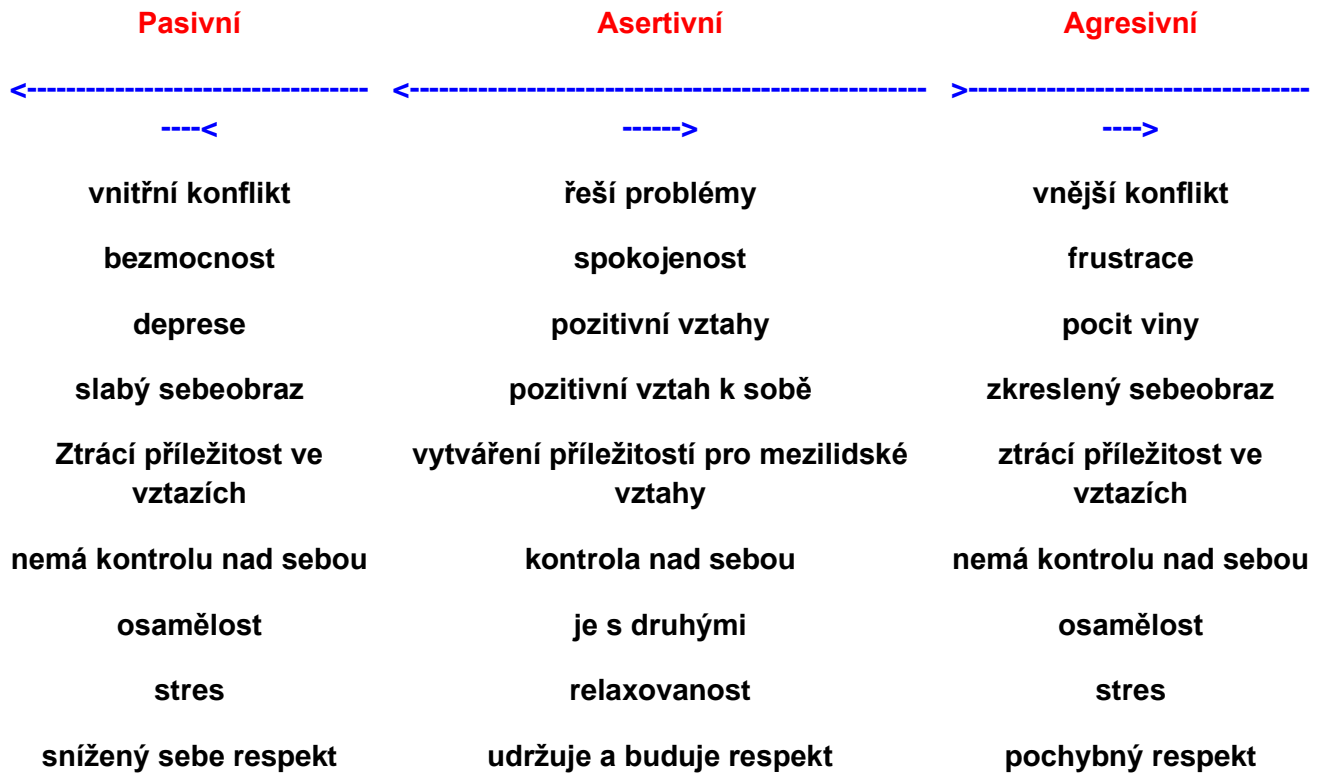 Pasivní Asertivní Agresivní
<----------------------------------- <----------------------------------------------------- >-----------------------------------
----< ------> ---->
vnitřní konflikt řeší problémy vnější konflikt
bezmocnost spokojenost frustrace
deprese pozitivní vztahy pocit viny
slabý sebeobraz pozitivní vztah k sobě zkreslený sebeobraz
Ztrácí příležitost ve vytváření příležitostí pro mezilidské ztrácí příležitost ve
vztazích vztahy vztazích
nemá kontrolu nad sebou kontrola nad sebou nemá kontrolu nad sebou
osamělost je s druhými osamělost
stres relaxovanost stres
snížený sebe respekt udržuje a buduje respekt pochybný respekt